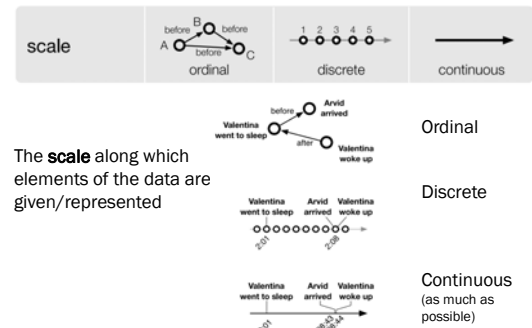 scale
before
B
before
A
before
C
ordinal
1 2 3 4 5
discrete
continuous
The scale along which
elements of the data are
given/represented
before
Arvid
arrived
Valentina
went to sleep
after
Valentina
woke up
Ordinal
Valentina
went to sleep
Arvid
arrived
Valentina
woke up
2:01
2:08
Discrete
Valentina
went to sleep
Arvid
arrived
Valentina
woke up
Continuous
(as much as
possible)